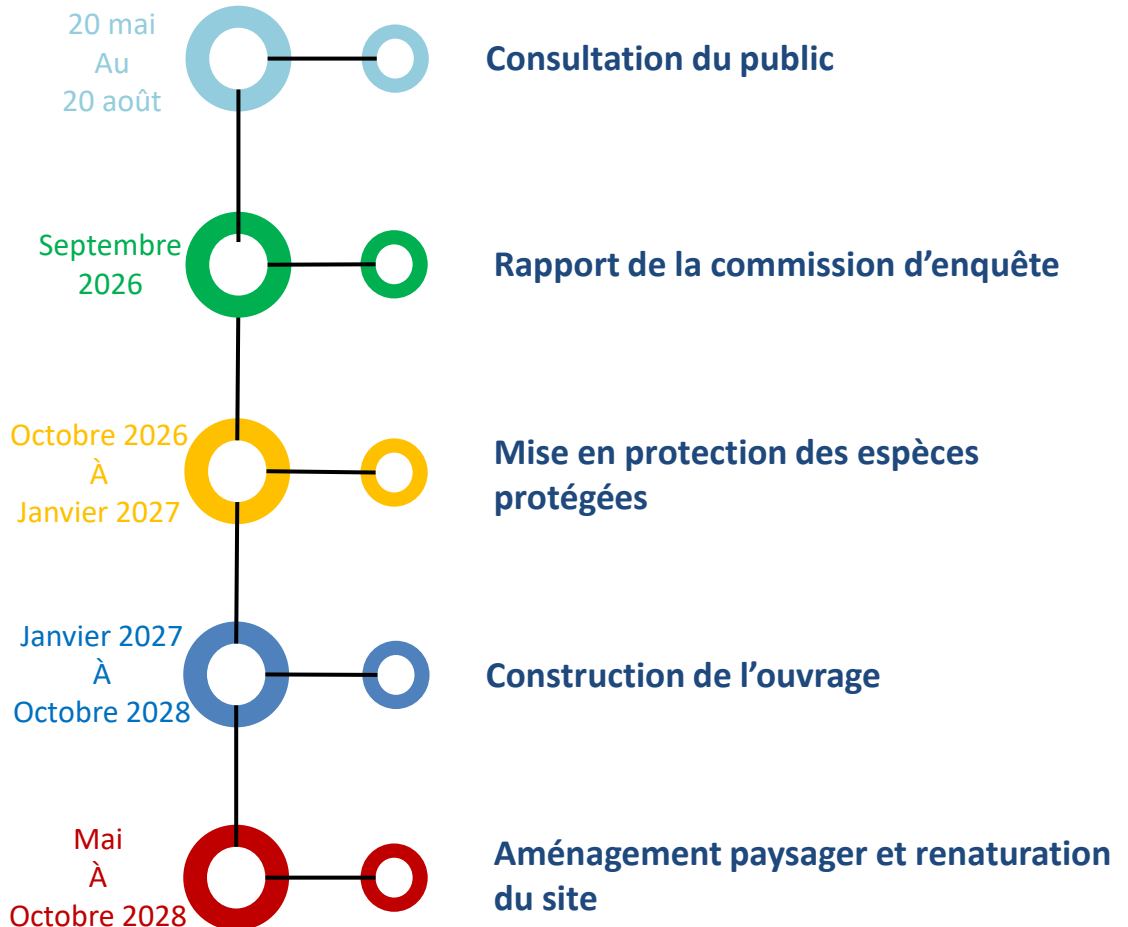 20 mai
Au
20 août
Consultation du public
Septembre
2026
Rapport de la commission d’enquête
Octobre 2026
À
Janvier 2027
Mise en protection des espèces
protégées
Janvier 2027
À
Octobre 2028
Construction de l’ouvrage
Mai
À
Octobre 2028
Aménagement paysager et renaturation
du site